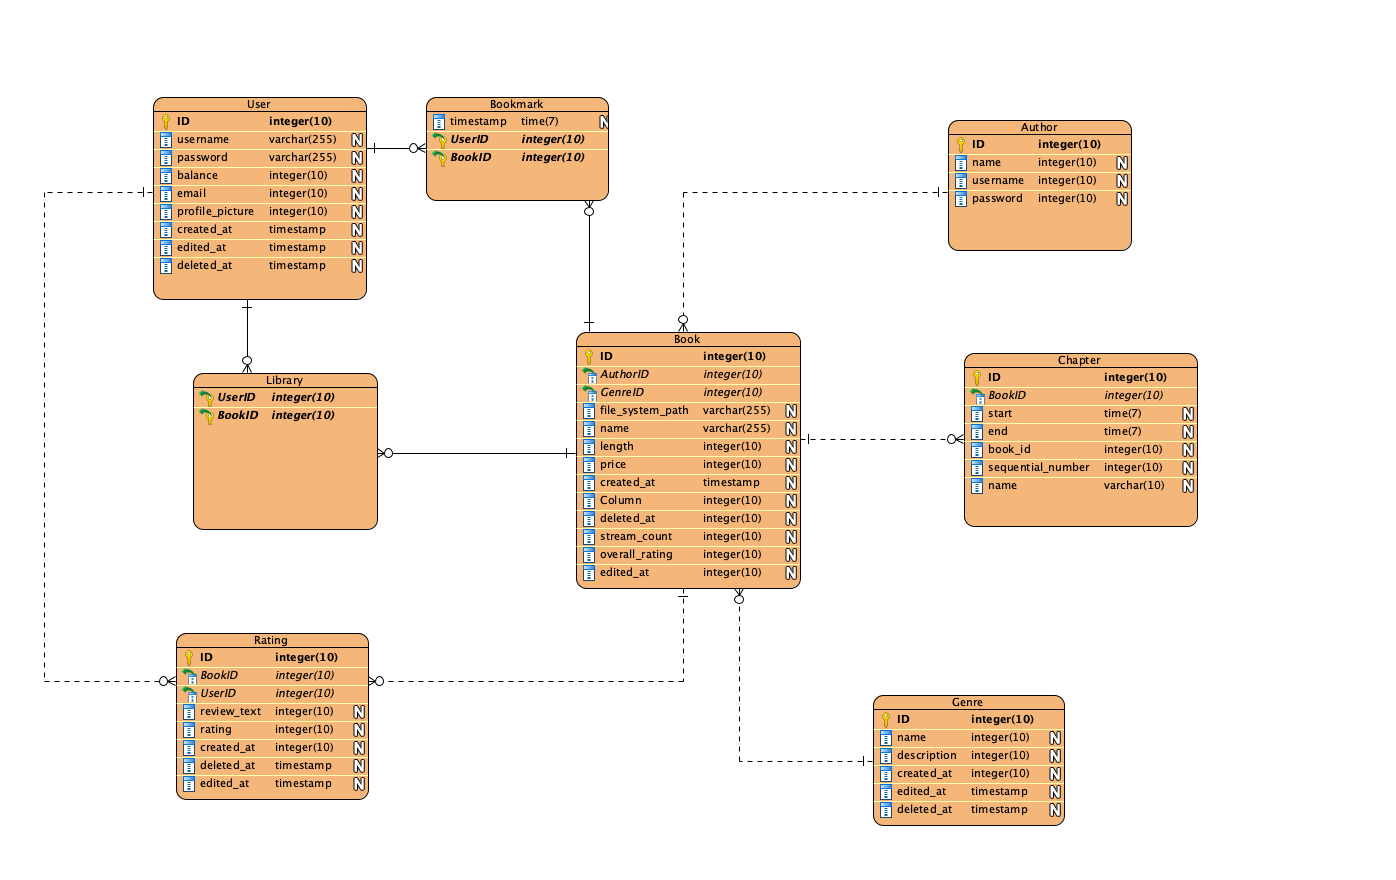 User
ID integer(10)
username varchar(255) N
password varchar(255) N
balance integer(10) N
email integer(10) N
profile_picture integer(10) N
created_at timestamp N
edited_at timestamp N
deleted_at timestamp N
Bookmark
timestamp time(7) N
UserID integer(10)
BookID integer(10)
Author
ID integer(10)
name integer(10) N
username integer(10) N
password integer(10) N
Library
UserID integer(10)
BookID integer(10)
Book
ID integer(10)
AuthorID integer(10)
GenreID integer(10)
file_system_path varchar(255) N
name varchar(255) N
length integer(10) N
price integer(10) N
created_at timestamp N
Column integer(10) N
deleted_at integer(10) N
stream_count integer(10) N
overall_rating integer(10) N
edited_at integer(10) N
Chapter
ID integer(10)
BookID integer(10)
start time(7) N
end time(7) N
book_id integer(10) N
sequential_number integer(10) N
name varchar(10) N
Rating
ID integer(10)
BookID integer(10)
UserID integer(10)
review_text integer(10) N
rating integer(10) N
created_at integer(10) N
deleted_at timestamp N
edited_at timestamp N
Genre
ID integer(10)
name integer(10) N
description integer(10) N
created_at integer(10) N
edited_at timestamp N
deleted_at timestamp N